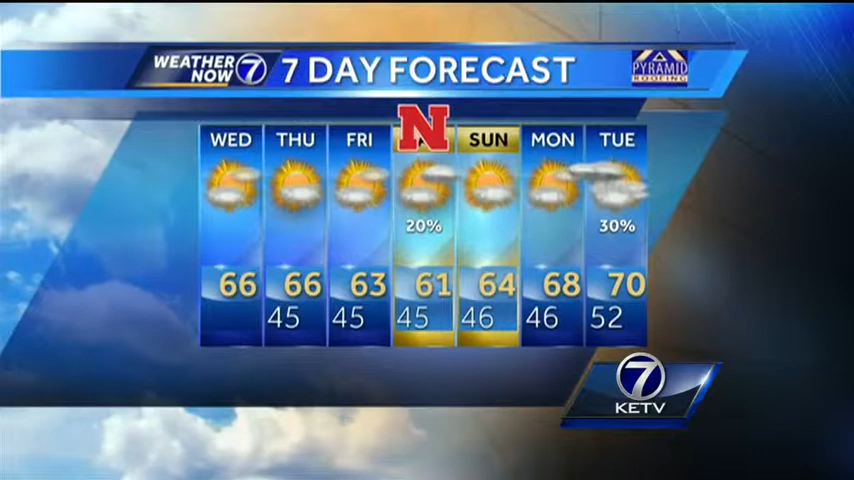 WEATHER
NOW 7
7 DAY FORECAST
PYRAMID
ROOFING
N
WED THU FRI SUN MON TUE
20% 30%
66 66 63 61 64 68 70
45 45 45 46 46 52
7
KETV